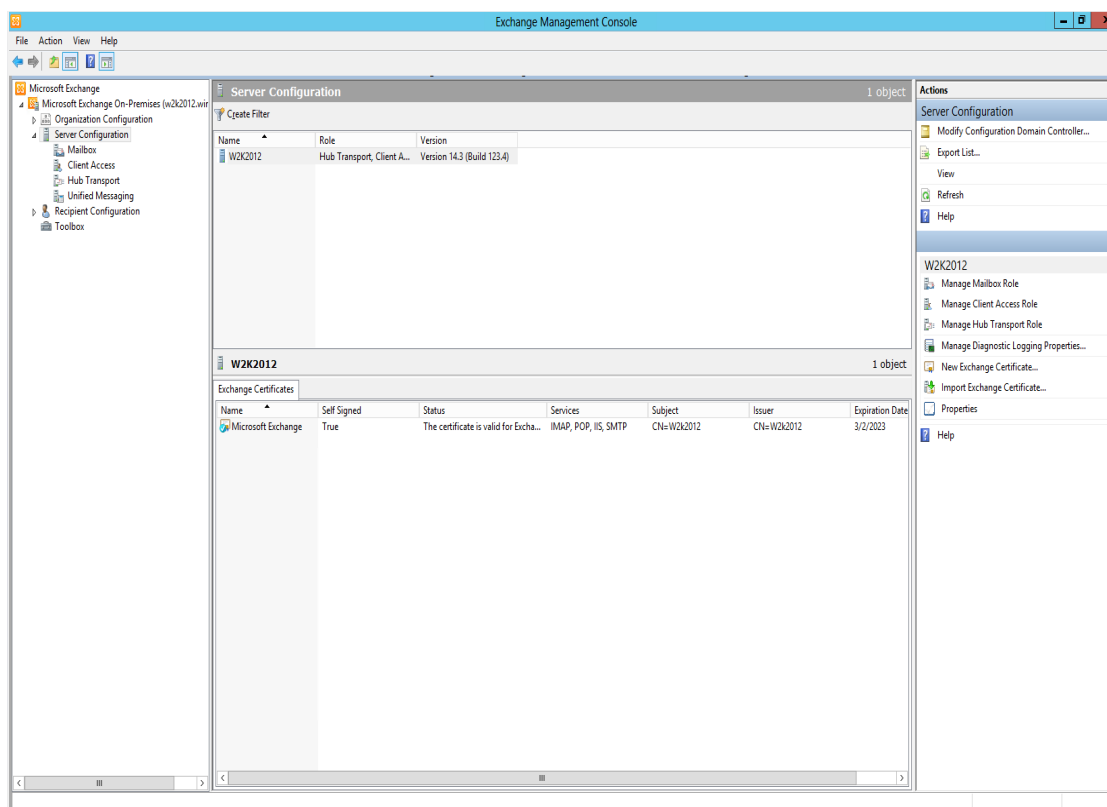 Exchange Management Console
File Action View Help
Microsoft Exchange
Microsoft Exchange On-Premises (w2k2012.wir
Organization Configuration
Server Configuration
Mailbox
Client Access
Hub Transport
Unified Messaging
Recipient Configuration
Toolbox
Server Configuration 1 object
Create Filter
Name Role Version
W2K2012 Hub Transport, Client A... Version 14.3 (Build 123.4)
W2K2012 1 object
Exchange Certificates
Name Self Signed Status Services Subject Issuer Expiration Date
Microsoft Exchange True The certificate is valid for Excha... IMAP, POP, IIS, SMTP CN=W2k2012 CN=W2k2012 3/2/2023
Actions
Server Configuration
Modify Configuration Domain Controller...
Export List...
View
Refresh
Help
W2K2012
Manage Mailbox Role
Manage Client Access Role
Manage Hub Transport Role
Manage Diagnostic Logging Properties...
New Exchange Certificate...
Import Exchange Certificate...
Properties
Help